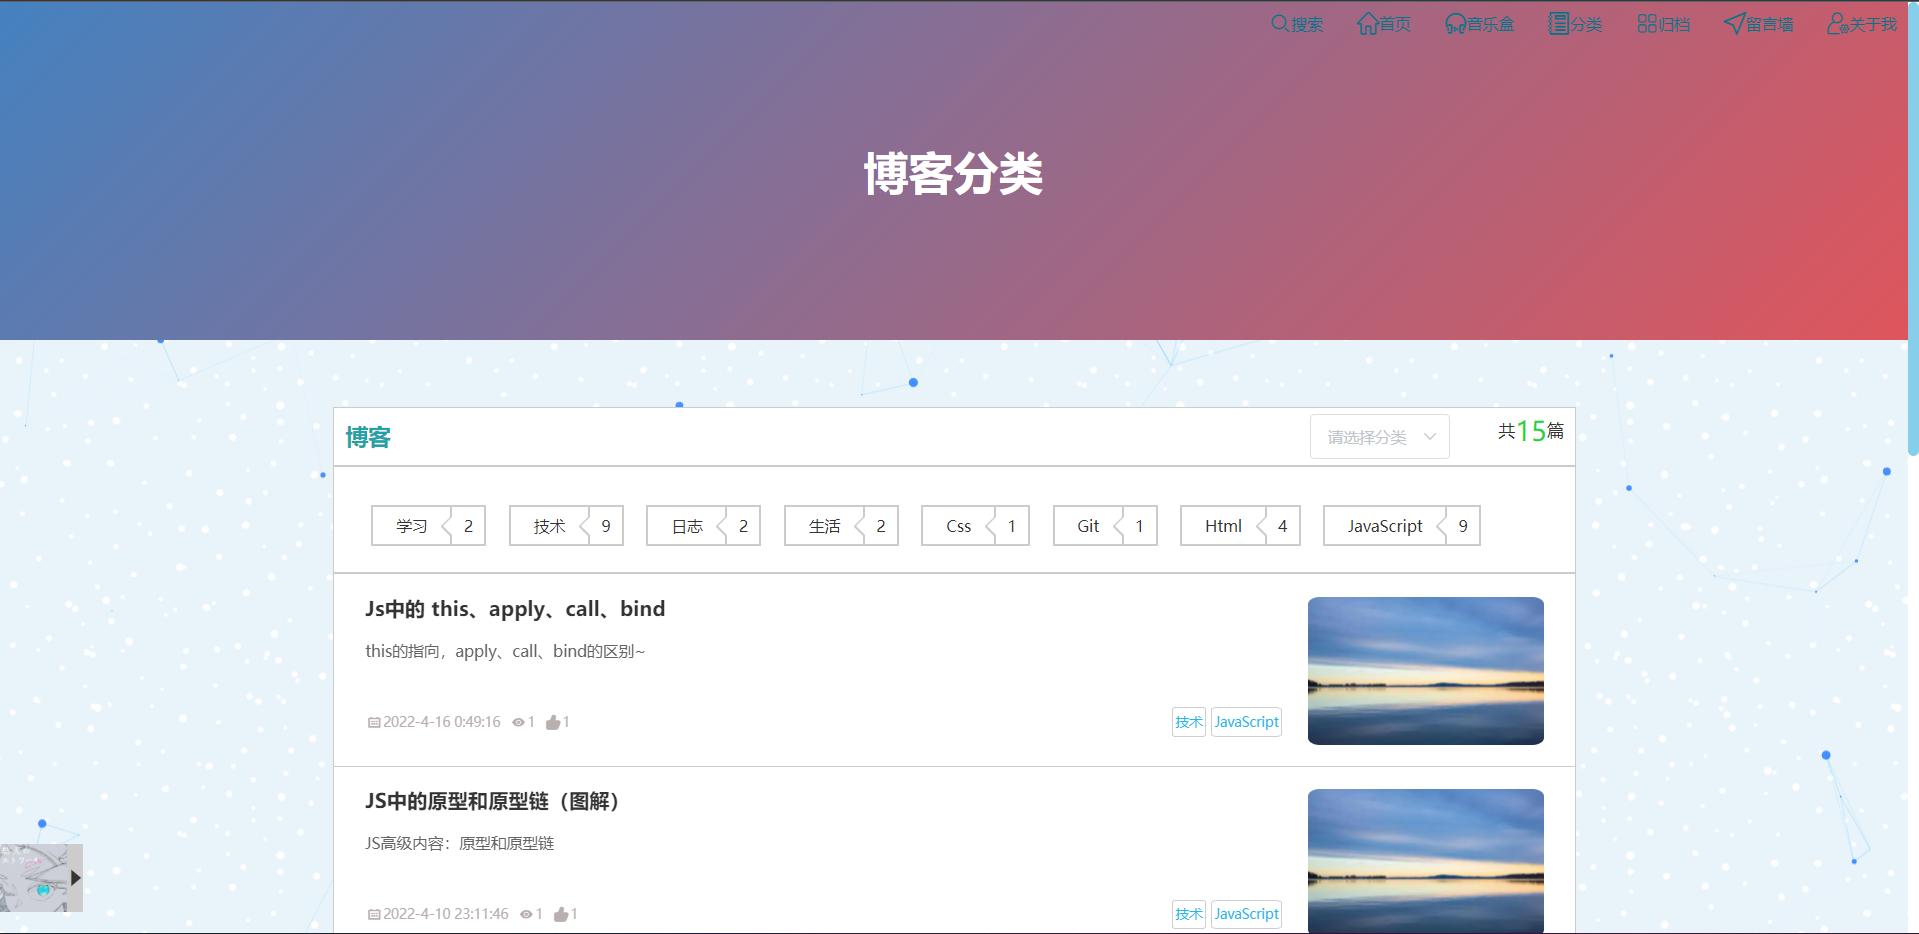 搜索 首页 音乐盒 分类 归档 留言墙 关于我
博客分类
博客 请选择分类 共15篇
学习 2 技术 9 日志 2 生活 2 Css 1 Git 1 Html 4 JavaScript 9
Js中的 this、apply、call、bind
this的指向，apply、call、bind的区别~
2022-4-16 0:49:16 1 1 技术 JavaScript
JS中的原型和原型链（图解）
JS高级内容：原型和原型链
2022-4-10 23:11:46 1 1 技术 JavaScript